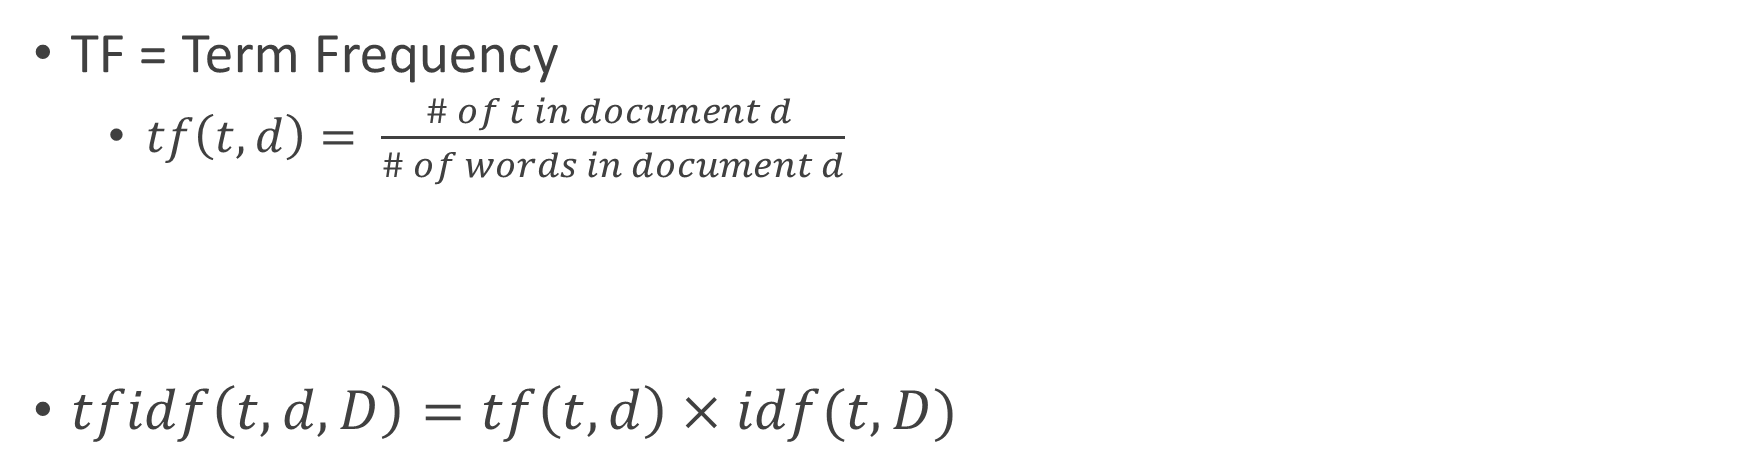 • TF = Term Frequency
• tf(t, d) = # of t in document d / # of words in document d
• tfidf(t, d, D) = tf(t, d) × idf(t, D)